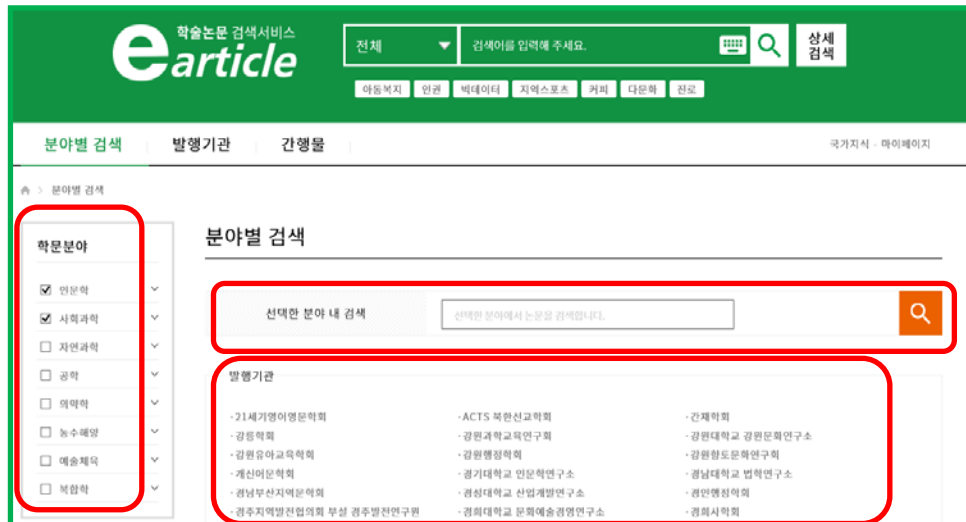 학술논문 검색서비스
earticle
전체
검색어를 입력해 주세요.
상세
검색
아동복지 인권 빅데이터 지역스포츠 커피 다문화 진로
분야별 검색 발행기관 간행물
국가지식 - 마이페이지
> 분야별 검색
학문분야
인문학
사회과학
자연과학
공학
의약학
농수해양
예술체육
복합학
분야별 검색
선택한 분야 내 검색
선택한 분야에서 논문을 검색합니다.
발행기관
·21세기영어영문학회 ·ACTS 북한선교학회 ·간재학회
·강릉학회 ·강원과학교육연구회 ·강원대학교 강원문화연구소
·강원유아교육학회 ·강원행정학회 ·강원향토문화연구회
·개신어문학회 ·경기대학교 인문학연구소 ·경남대학교 법학연구소
·경남부산지역문학회 ·경성대학교 산업개발연구소 ·경인행정학회
·경주지역발전협의회 부설 경주발전연구원 ·경희대학교 문화예술경영연구소 ·경희사학회